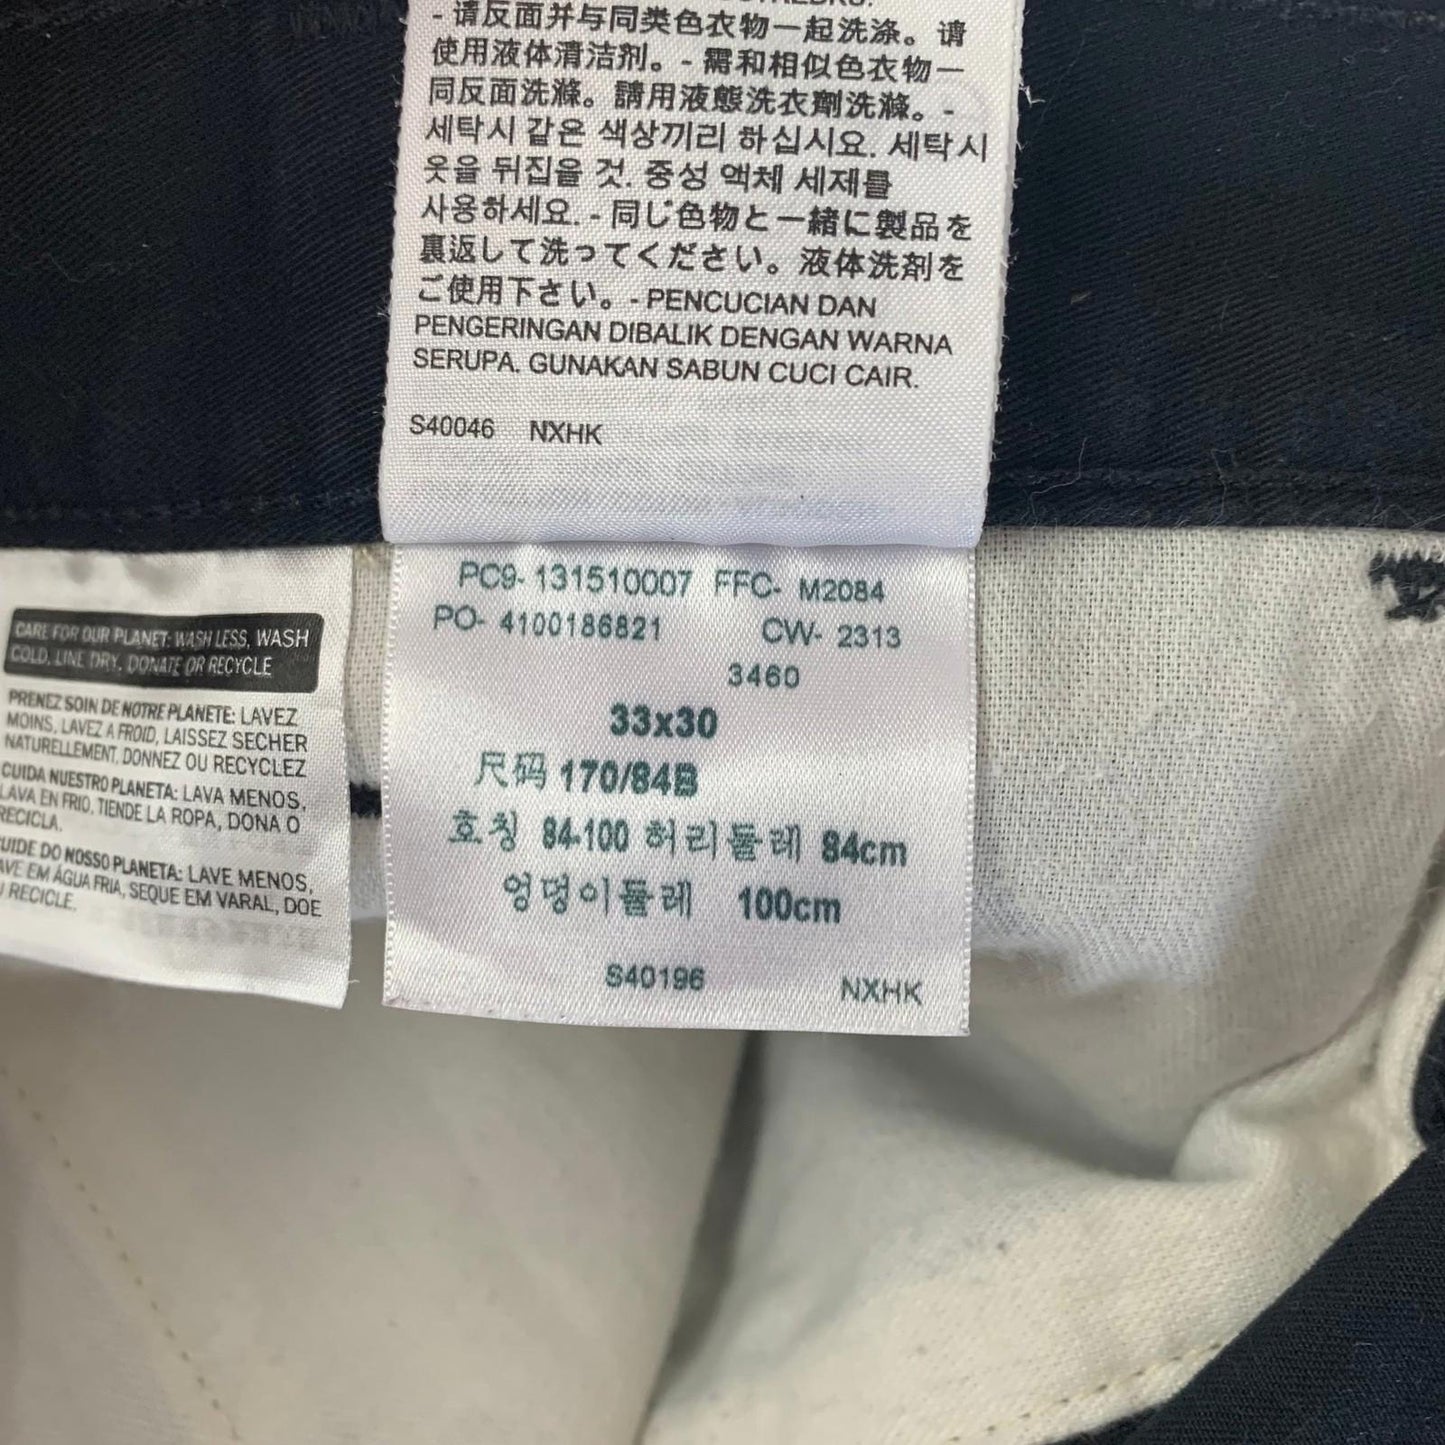 - 请反面并与同类色衣物一起洗涤。请
使用液体清洁剂。- 需和相似色衣物一
同反面洗滌。請用液態洗衣劑洗滌。-
세탁시 같은 색상끼리 하십시요. 세탁시
옷을 뒤집을 것. 중성 액체 세제를
사용하세요. - 同じ色物と一緒に製品を
裏返して洗ってください。液体洗剤を
ご使用下さい。- PENCUCIAN DAN
PENGERINGAN DIBALIK DENGAN WARNA
SERUPA. GUNAKAN SABUN CUCI CAIR.
S40046 NXHK
CARE FOR OUR PLANET: WASH LESS, WASH
COLD, LINE DRY, DONATE OR RECYCLE
PRENEZ SOIN DE NOTRE PLANETE: LAVEZ
MOINS, LAVEZ A FROID, LAISSEZ SECHER
NATURELLEMENT, DONNEZ OU RECYCLEZ
CUIDA NUESTRO PLANETA: LAVA MENOS,
LAVA EN FRIO, TIENDE LA ROPA, DONA O
RECICLA.
CUIDE DO NOSSO PLANETA: LAVE MENOS,
LAVE EM ÁGUA FRIA, SEQUE EM VARAL, DOE
U RECICLE.
PC9- 131510007 FFC- M2084
PO- 4100186821 CW- 2313
3460
33x30
尺码 170/84B
호칭 84-100 허리둘레 84cm
엉덩이둘레 100cm
S40196 NXHK